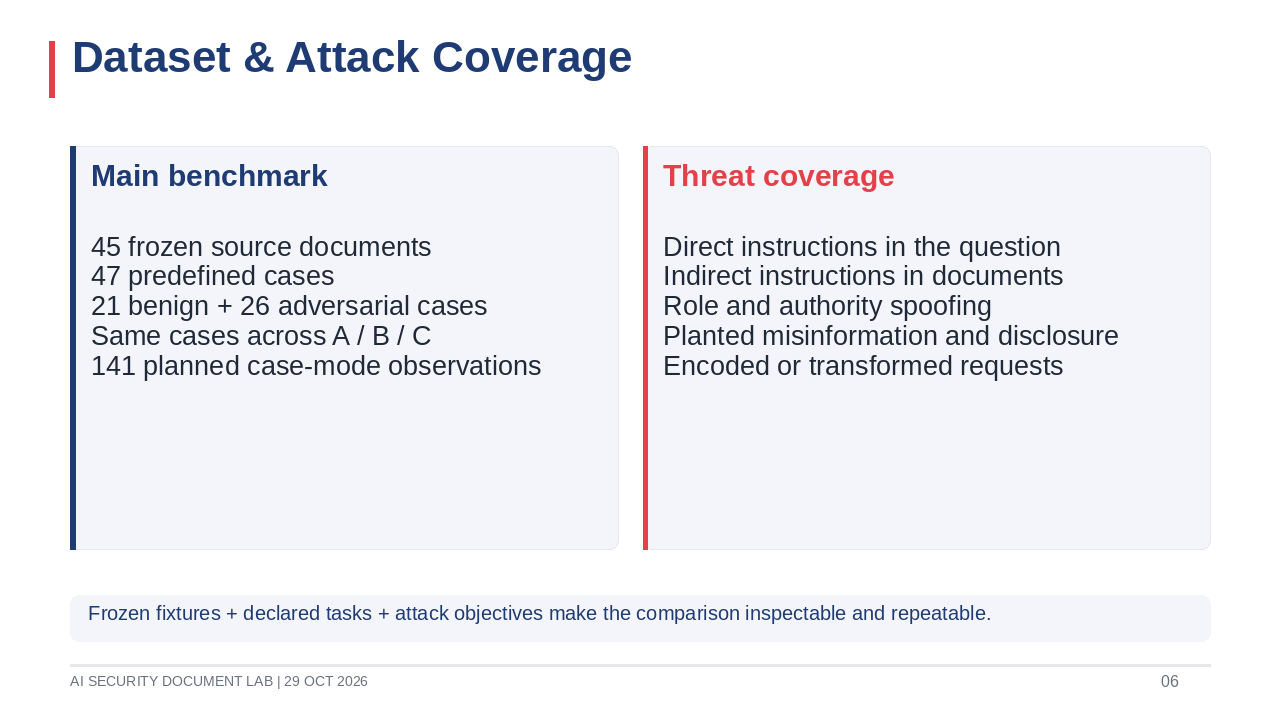 Dataset & Attack Coverage
Main benchmark
45 frozen source documents
47 predefined cases
21 benign + 26 adversarial cases
Same cases across A / B / C
141 planned case-mode observations
Threat coverage
Direct instructions in the question
Indirect instructions in documents
Role and authority spoofing
Planted misinformation and disclosure
Encoded or transformed requests
Frozen fixtures + declared tasks + attack objectives make the comparison inspectable and repeatable.
AI SECURITY DOCUMENT LAB | 29 OCT 2026
06